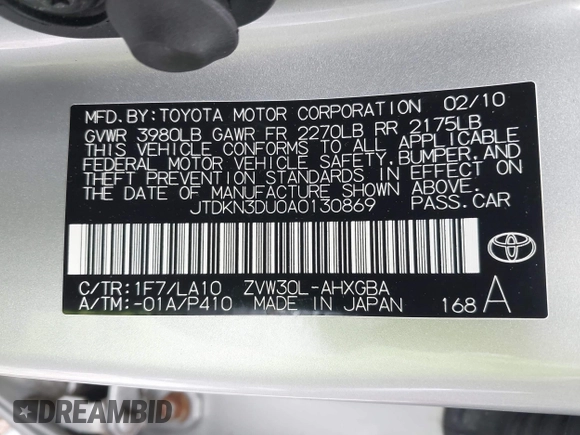 MFD.BY:TOYOTA MOTOR CORPORATION 02/10
GVWR 3980LB GAWR FR 2270LB RR 2175LB
THIS VEHICLE CONFORMS TO ALL APPLICABLE
FEDERAL MOTOR VEHICLE SAFETY,BUMPER,AND
THEFT PREVENTION STANDARDS IN EFFECT ON
THE DATE OF MANUFACTURE SHOWN ABOVE.
JTDKN3DU0A0130869 PASS.CAR
C/TR:1F7/LA10 ZVW30L-AHXGBA
A/TM:-01A/P410 MADE IN JAPAN 168 A
DREAMBID